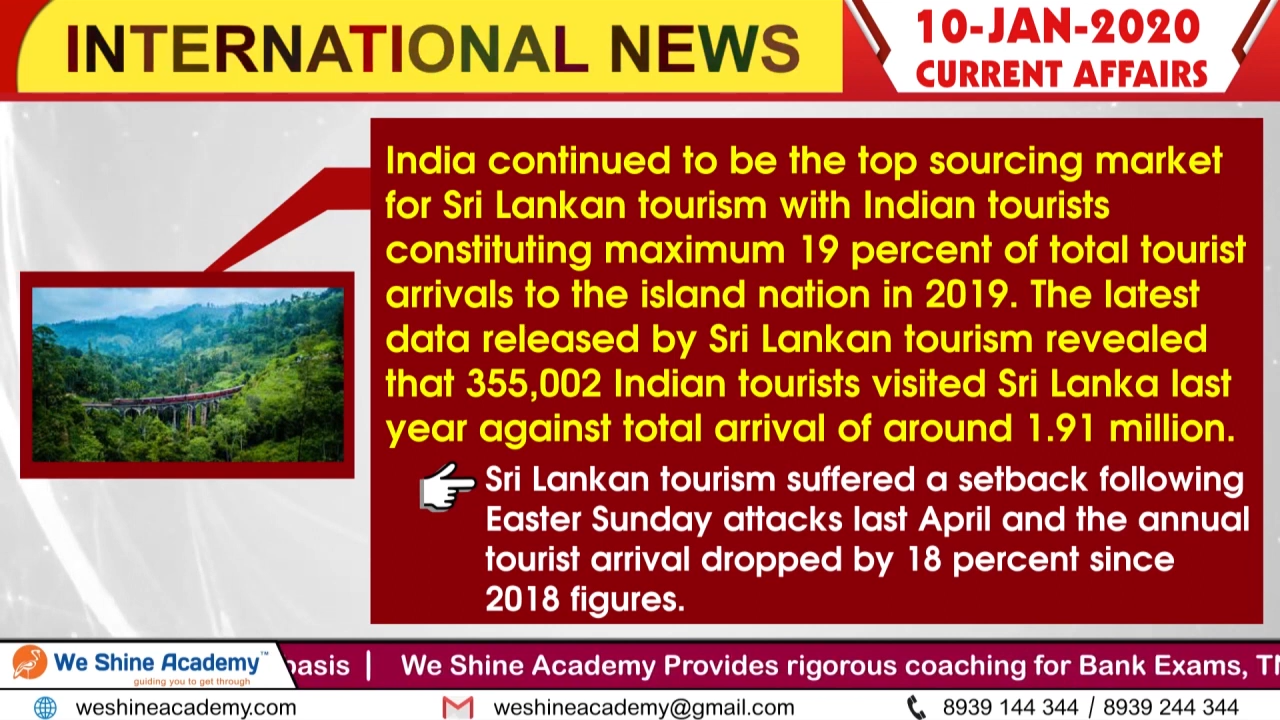 INTERNATIONAL NEWS
10-JAN-2020
CURRENT AFFAIRS
India continued to be the top sourcing market
for Sri Lankan tourism with Indian tourists
constituting maximum 19 percent of total tourist
arrivals to the island nation in 2019. The latest
data released by Sri Lankan tourism revealed
that 355,002 Indian tourists visited Sri Lanka last
year against total arrival of around 1.91 million.
Sri Lankan tourism suffered a setback following
Easter Sunday attacks last April and the annual
tourist arrival dropped by 18 percent since
2018 figures.
We Shine Academy™
guiding you to get through
basis | We Shine Academy Provides rigorous coaching for Bank Exams, TN
weshineacademy.com
weshineacademy@gmail.com
8939 144 344 / 8939 244 344